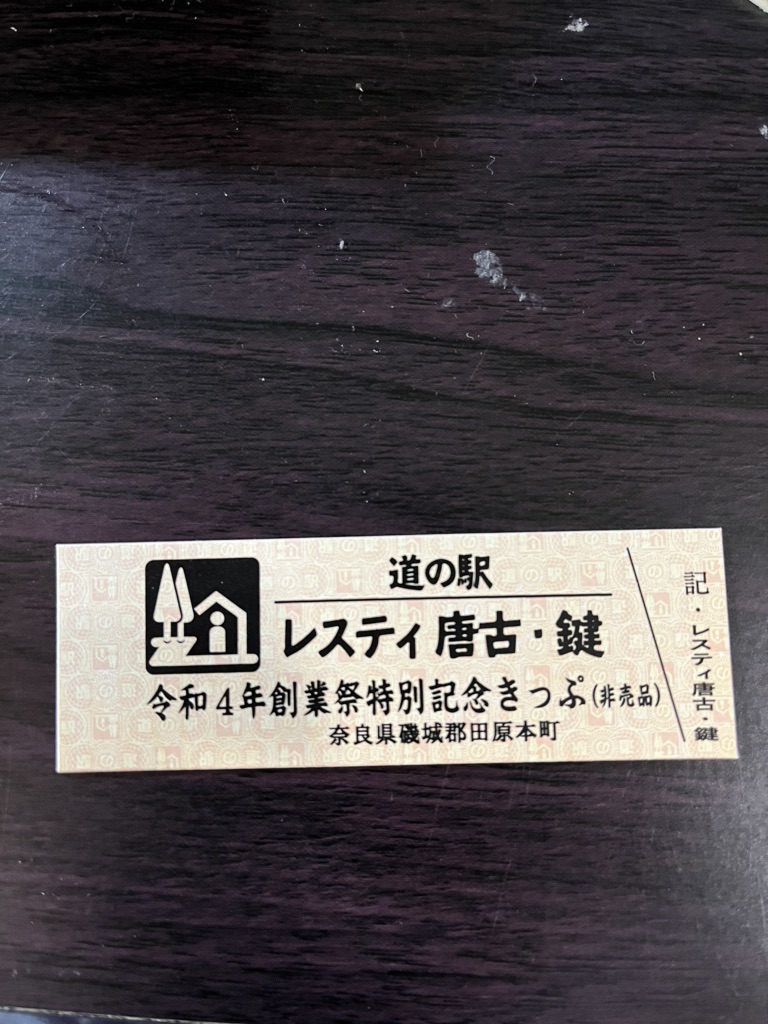 道の駅
レスティ唐古・鍵
令和4年創業祭特別記念きっぷ(非売品)
奈良県磯城郡田原本町
記・レスティ唐古・鍵